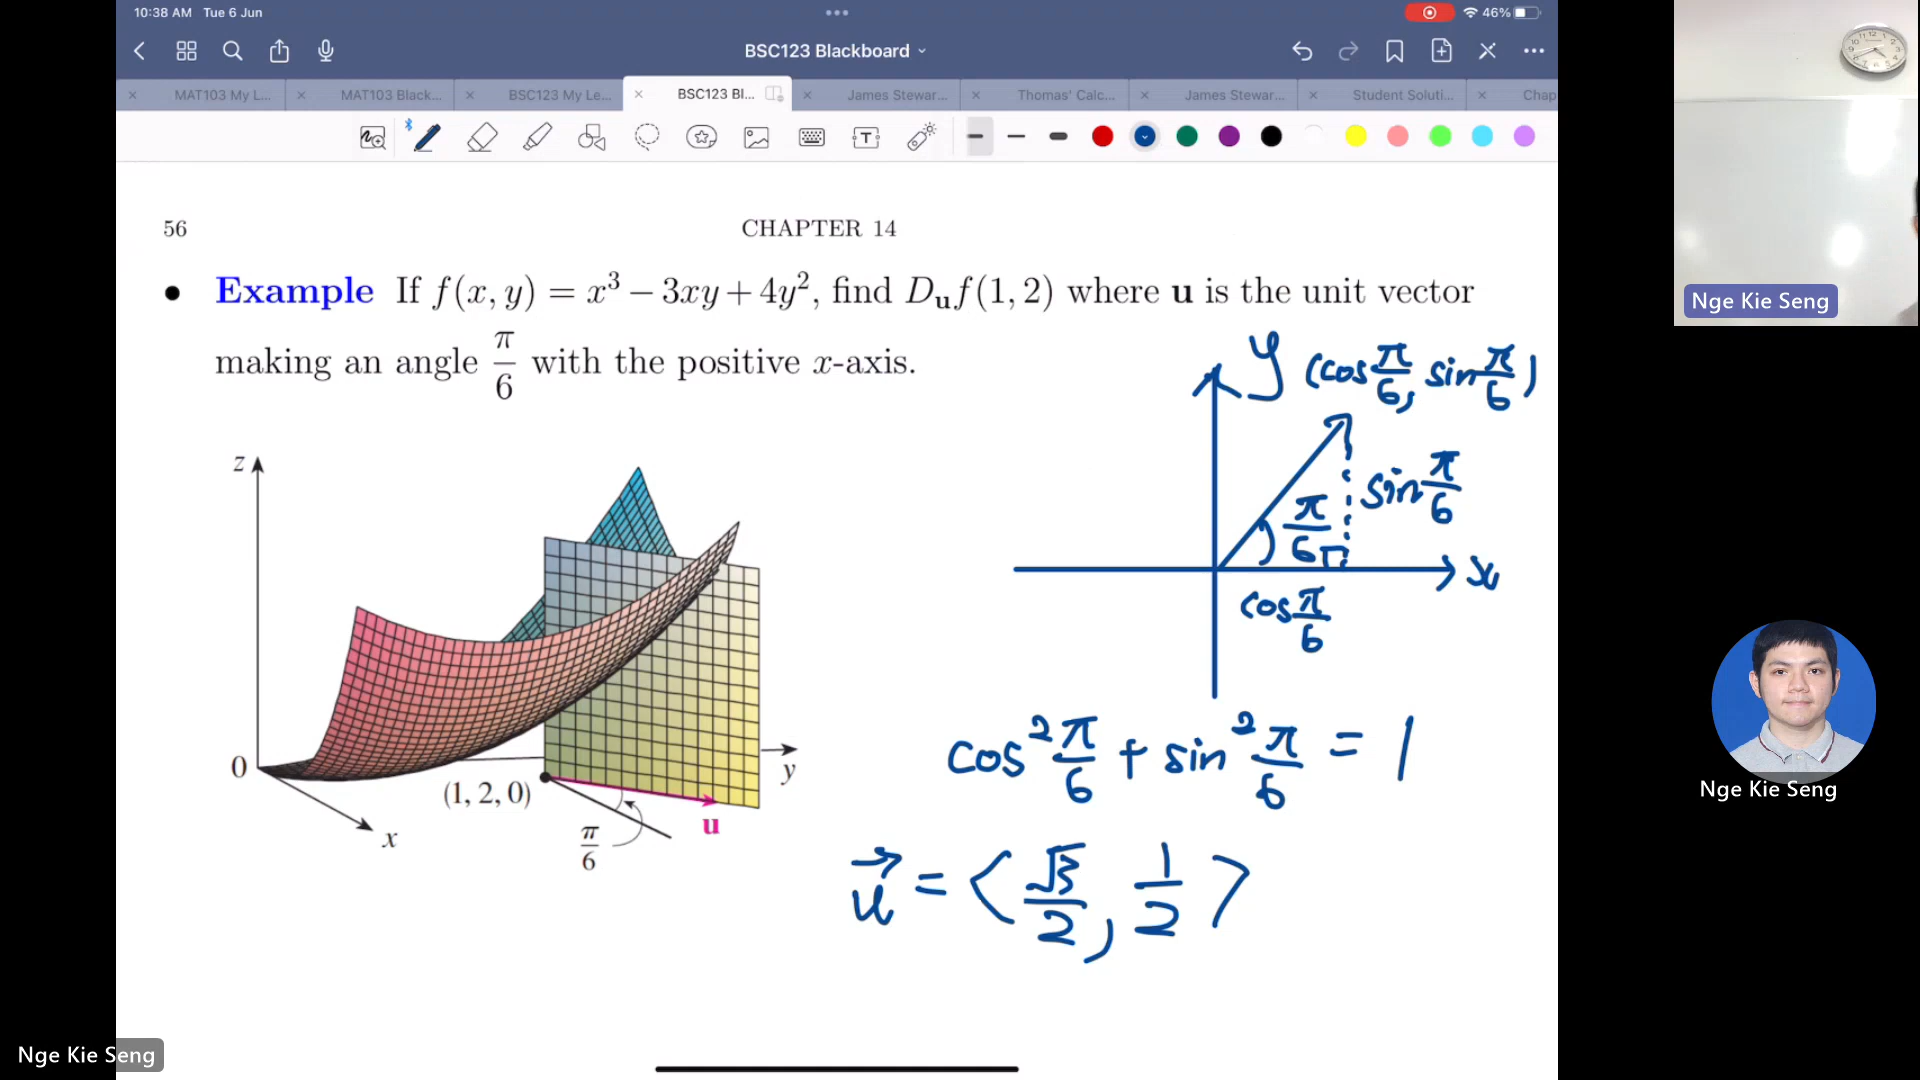 10:38 AM Tue 6 Jun
46%
BSC123 Blackboard
MAT103 My L...
MAT103 Black...
BSC123 My Le...
BSC123 Bl...
James Stewar...
Thomas' Calc...
James Stewar...
Student Soluti...
Chap
56
CHAPTER 14
• Example If f(x, y) = x³ − 3xy + 4y², find D_u f(1, 2) where u is the unit vector
making an angle π/6 with the positive x-axis.
y (cos π/6, sin π/6)
sin π/6
π/6
x
cos π/6
z
0
(1, 2, 0)
y
x
u
π/6
cos² π/6 + sin² π/6 = 1
u⃗ = ⟨√3/2, 1/2⟩
Nge Kie Seng
Nge Kie Seng
Nge Kie Seng